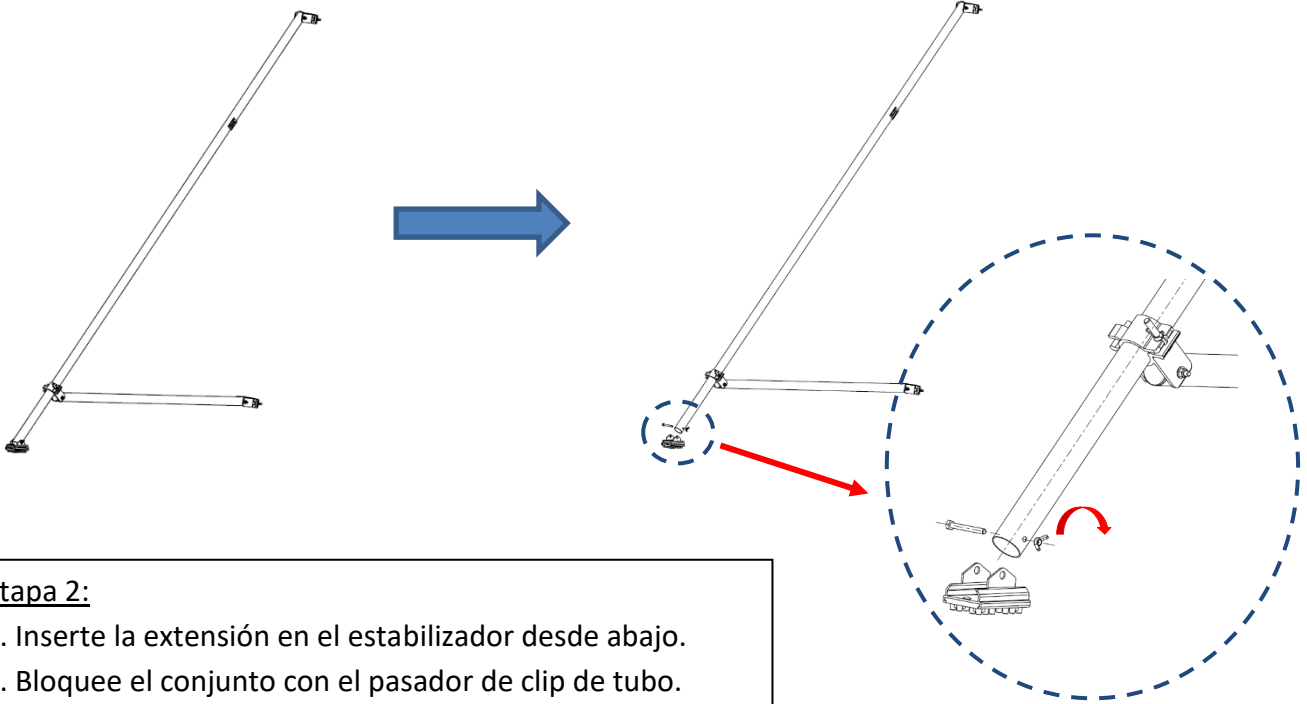 tapa 2:
. Inserte la extensión en el estabilizador desde abajo.
. Bloquee el conjunto con el pasador de clip de tubo.